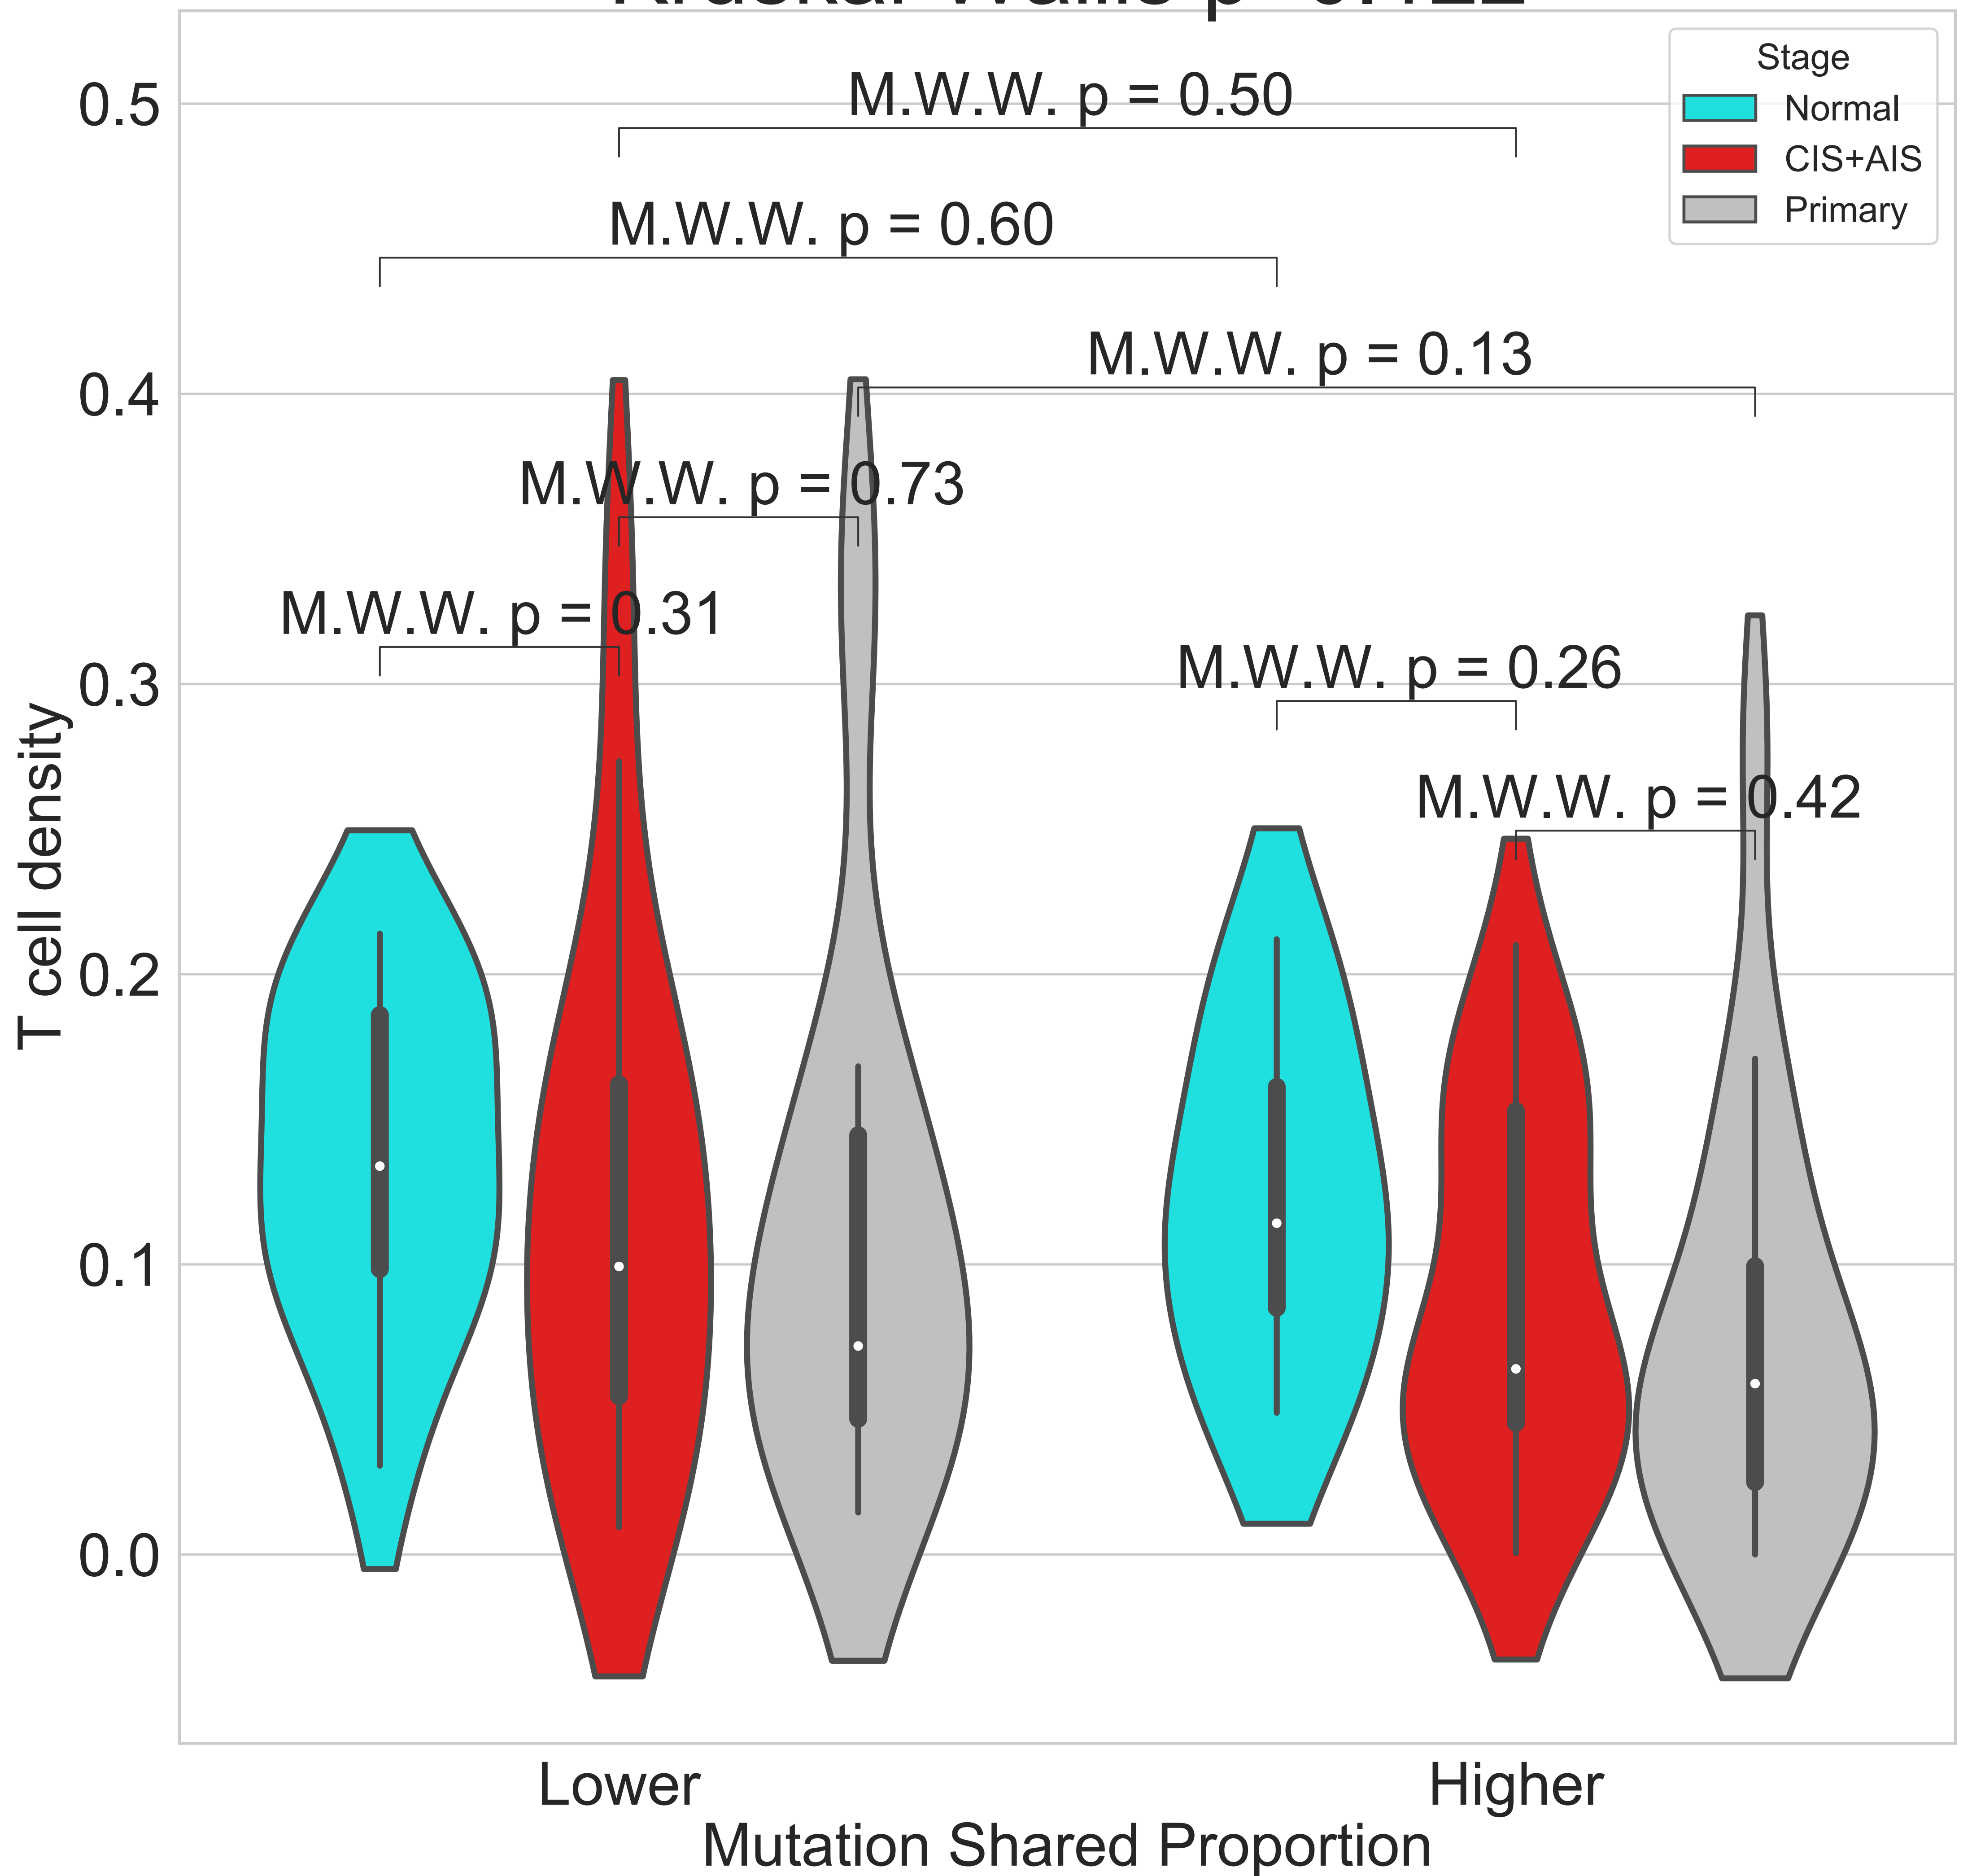 Stage
Normal
CIS+AIS
Primary
M.W.W. p = 0.50
M.W.W. p = 0.60
M.W.W. p = 0.13
M.W.W. p = 0.73
M.W.W. p = 0.31
M.W.W. p = 0.26
M.W.W. p = 0.42
T cell density
0.5
0.4
0.3
0.2
0.1
0.0
Lower
Higher
Mutation Shared Proportion